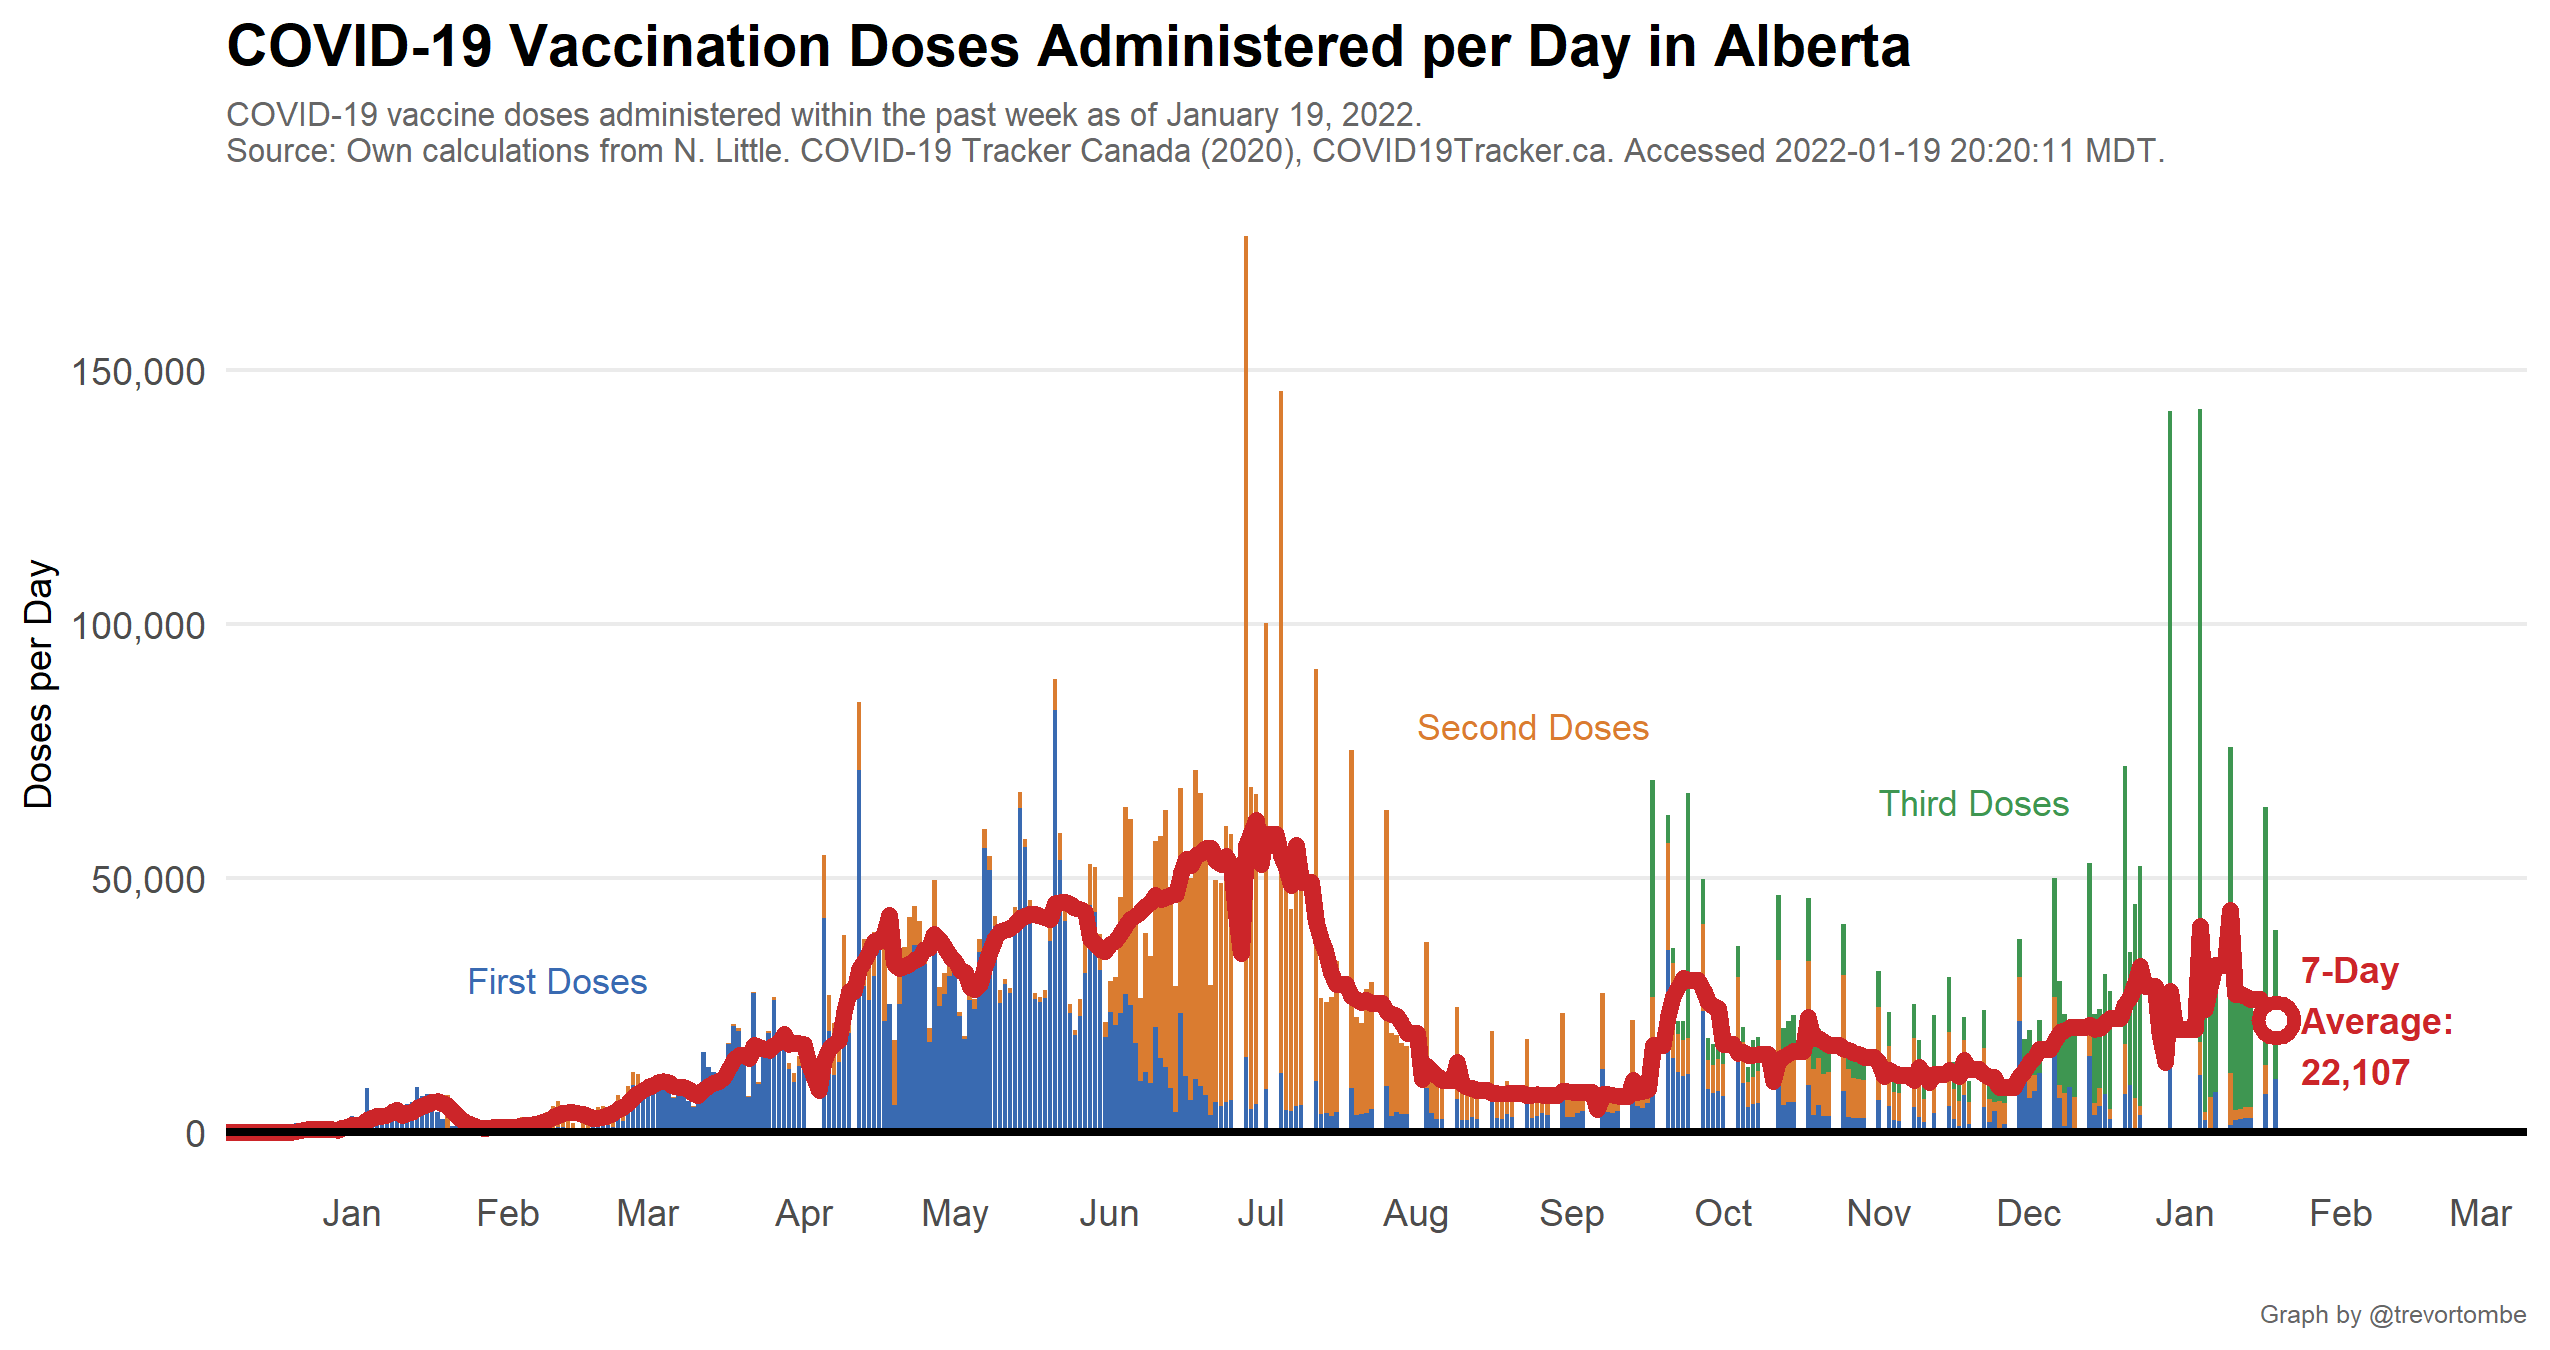 COVID-19 Vaccination Doses Administered per Day in Alberta
COVID-19 vaccine doses administered within the past week as of January 19, 2022.
Source: Own calculations from N. Little. COVID-19 Tracker Canada (2020), COVID19Tracker.ca. Accessed 2022-01-19 20:20:11 MDT.
Doses per Day
150,000
100,000
50,000
0
First Doses
Second Doses
Third Doses
7-Day
Average:
22,107
Jan Feb Mar Apr May Jun Jul Aug Sep Oct Nov Dec Jan Feb Mar
Graph by @trevortombe